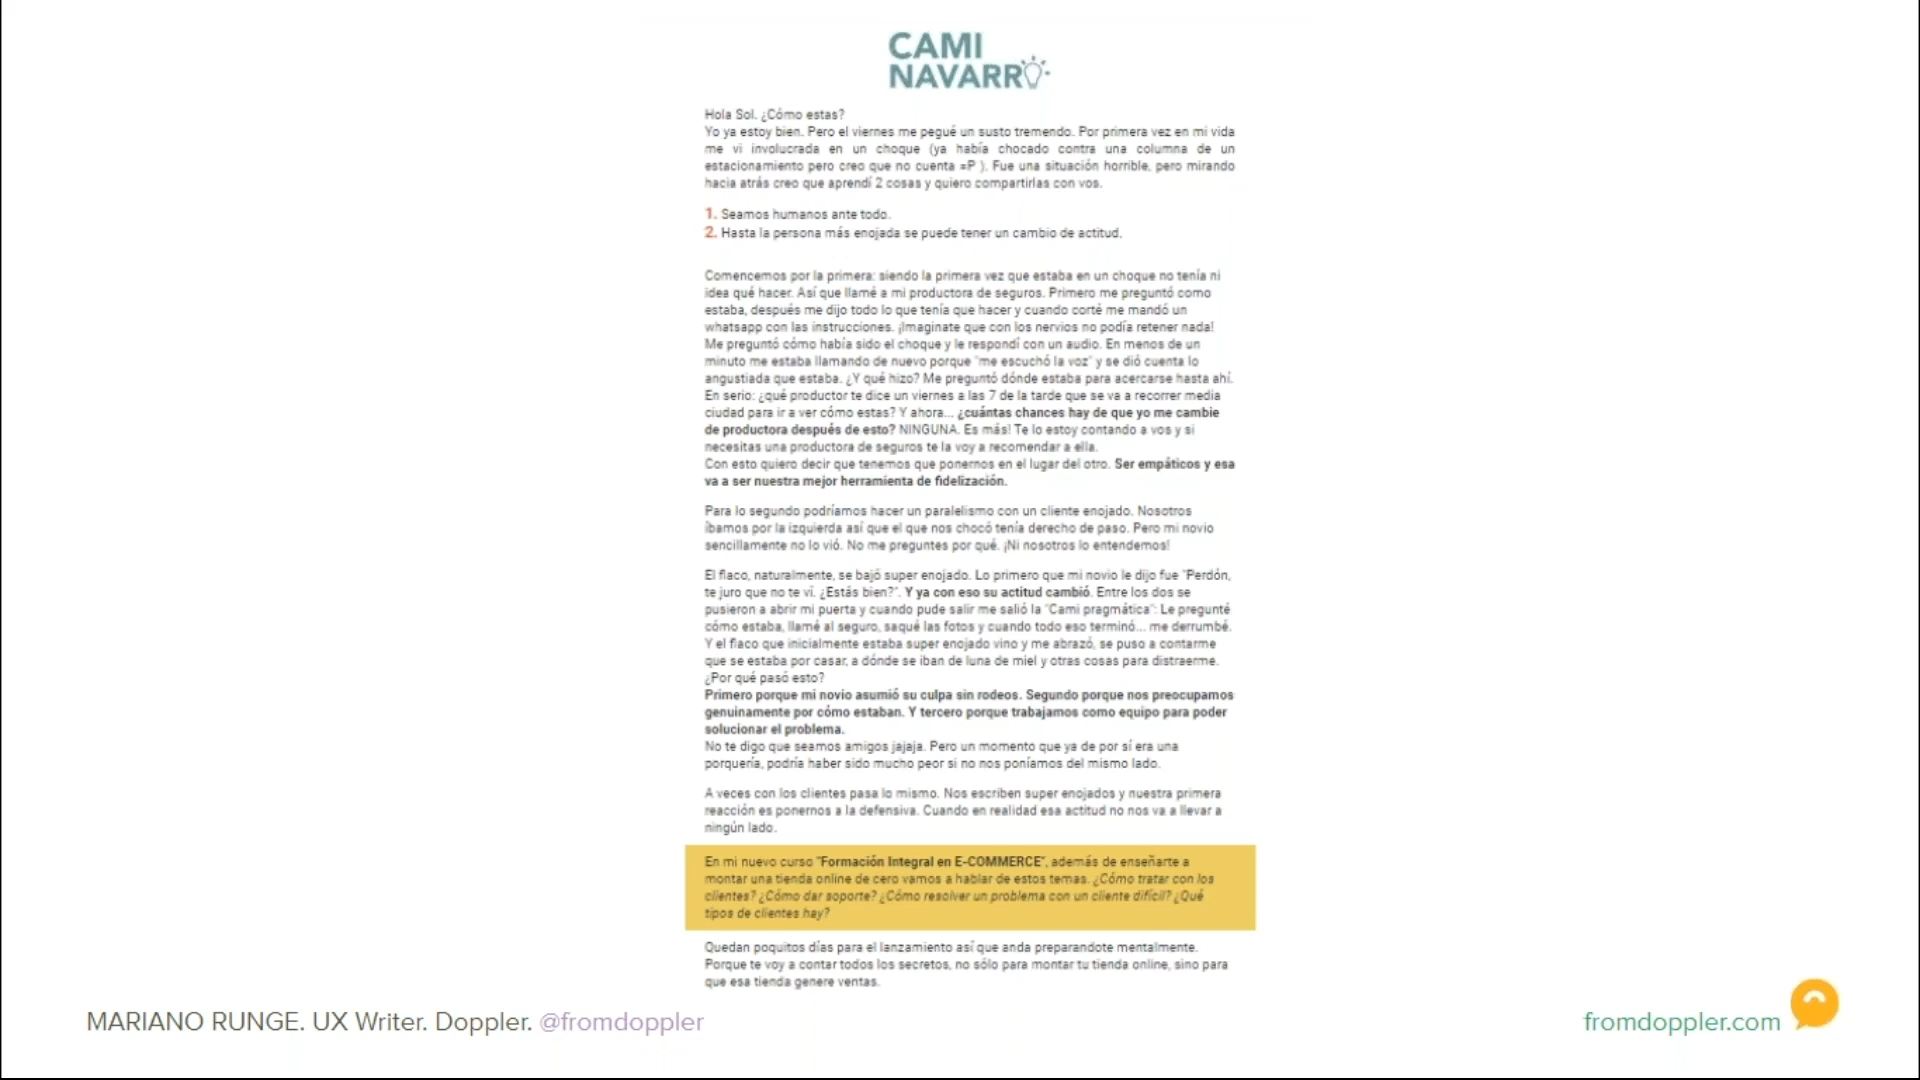 CAMI
NAVARRO
Hola Sol. ¿Cómo estas?
Yo ya estoy bien. Pero el viernes me pegué un susto tremendo. Por primera vez en mi vida
me vi involucrada en un choque (ya había chocado contra una columna de un
estacionamiento pero creo que no cuenta =P ). Fue una situación horrible, pero mirando
hacia atrás creo que aprendí 2 cosas y quiero compartirlas con vos.
1. Seamos humanos ante todo.
2. Hasta la persona más enojada se puede tener un cambio de actitud.
Comencemos por la primera: siendo la primera vez que estaba en un choque no tenía ni
idea qué hacer. Así que llamé a mi productora de seguros. Primero me preguntó como
estaba, después me dijo todo lo que tenía que hacer y cuando corté me mandó un
whatsapp con las instrucciones. ¡Imaginate que con los nervios no podía retener nada!
Me preguntó cómo había sido el choque y le respondí con un audio. En menos de un
minuto me estaba llamando de nuevo porque "me escuchó la voz" y se dió cuenta lo
angustiada que estaba. ¿Y qué hizo? Me preguntó dónde estaba para acercarse hasta ahí.
En serio: ¿qué productor te dice un viernes a las 7 de la tarde que se va a recorrer media
ciudad para ir a ver cómo estas? Y ahora... ¿cuántas chances hay de que yo me cambie
de productora después de esto? NINGUNA. Es más! Te lo estoy contando a vos y si
necesitas una productora de seguros te la voy a recomendar a ella.
Con esto quiero decir que tenemos que ponernos en el lugar del otro. Ser empáticos y esa
va a ser nuestra mejor herramienta de fidelización.
Para lo segundo podríamos hacer un paralelismo con un cliente enojado. Nosotros
íbamos por la izquierda así que el que nos chocó tenía derecho de paso. Pero mi novio
sencillamente no lo vió. No me preguntes por qué. ¡Ni nosotros lo entendemos!
El flaco, naturalmente, se bajó super enojado. Lo primero que mi novio le dijo fue "Perdón,
te juro que no te ví. ¿Estás bien?". Y ya con eso su actitud cambió. Entre los dos se
pusieron a abrir mi puerta y cuando pude salir me salió la "Cami pragmática": Le pregunté
cómo estaba, llamé al seguro, saqué las fotos y cuando todo eso terminó... me derrumbé.
Y el flaco que inicialmente estaba super enojado vino y me abrazó, se puso a contarme
que se estaba por casar, a dónde se iban de luna de miel y otras cosas para distraerme.
¿Por qué pasó esto?
Primero porque mi novio asumió su culpa sin rodeos. Segundo porque nos preocupamos
genuinamente por cómo estaban. Y tercero porque trabajamos como equipo para poder
solucionar el problema.
No te digo que seamos amigos jajaja. Pero un momento que ya de por sí era una
porquería, podría haber sido mucho peor si no nos poníamos del mismo lado.
A veces con los clientes pasa lo mismo. Nos escriben super enojados y nuestra primera
reacción es ponernos a la defensiva. Cuando en realidad esa actitud no nos va a llevar a
ningún lado.
En mi nuevo curso "Formación Integral en E-COMMERCE", además de enseñarte a
montar una tienda online de cero vamos a hablar de estos temas. ¿Cómo tratar con los
clientes? ¿Cómo dar soporte? ¿Cómo resolver un problema con un cliente difícil? ¿Qué
tipos de clientes hay?
Quedan poquitos días para el lanzamiento así que anda preparandote mentalmente.
Porque te voy a contar todos los secretos, no sólo para montar tu tienda online, sino para
que esa tienda genere ventas.
MARIANO RUNGE. UX Writer. Doppler. @fromdoppler
fromdoppler.com